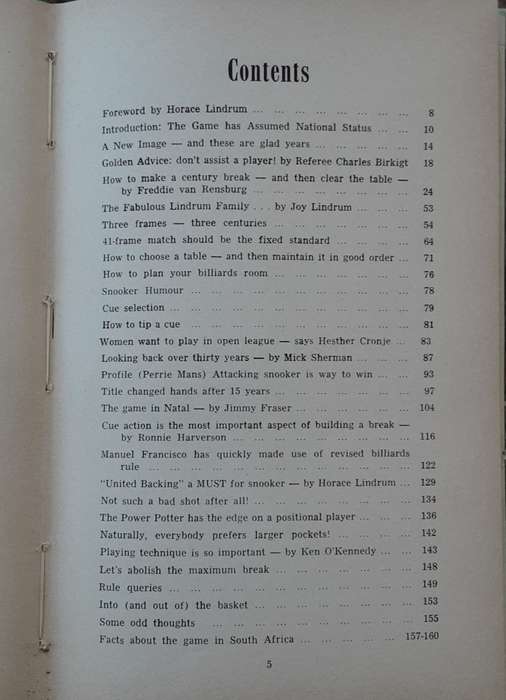 Contents
Foreword by Horace Lindrum ... ... ... ... ... ... ... ... 8
Introduction: The Game has Assumed National Status ... ... 10
A New Image — and these are glad years ... ... ... ... ... 14
Golden Advice: don't assist a player! by Referee Charles Birkigt 18
How to make a century break — and then clear the table —
by Freddie van Rensburg ... ... ... ... ... ... ... ... 24
The Fabulous Lindrum Family . . . by Joy Lindrum ... ... ... 53
Three frames — three centuries ... ... ... ... ... ... ... 54
41-frame match should be the fixed standard ... ... ... ... 64
How to choose a table — and then maintain it in good order ... 71
How to plan your billiards room ... ... ... ... ... ... ... 76
Snooker Humour ... ... ... ... ... ... ... ... ... ... ... 78
Cue selection ... ... ... ... ... ... ... ... ... ... ... 79
How to tip a cue ... ... ... ... ... ... ... ... ... ... 81
Women want to play in open league — says Hesther Cronje ... 83
Looking back over thirty years — by Mick Sherman ... ... ... 87
Profile (Perrie Mans) Attacking snooker is way to win ... ... 93
Title changed hands after 15 years ... ... ... ... ... ... ... 97
The game in Natal — by Jimmy Fraser ... ... ... ... ... ... 104
Cue action is the most important aspect of building a break —
by Ronnie Harverson ... ... ... ... ... ... ... ... ... 116
Manuel Francisco has quickly made use of revised billiards
rule ... ... ... ... ... ... ... ... ... ... ... ... 122
"United Backing" a MUST for snooker — by Horace Lindrum ... 129
Not such a bad shot after all! ... ... ... ... ... ... ... ... 134
The Power Potter has the edge on a positional player ... ... ... 136
Naturally, everybody prefers larger pockets! ... ... ... ... 142
Playing technique is so important — by Ken O'Kennedy ... ... 143
Let's abolish the maximum break ... ... ... ... ... ... ... 148
Rule queries ... ... ... ... ... ... ... ... ... ... ... 149
Into (and out of) the basket ... ... ... ... ... ... ... ... 153
Some odd thoughts ... ... ... ... ... ... ... ... ... ... 155
Facts about the game in South Africa ... ... ... ... ... 157-160
5